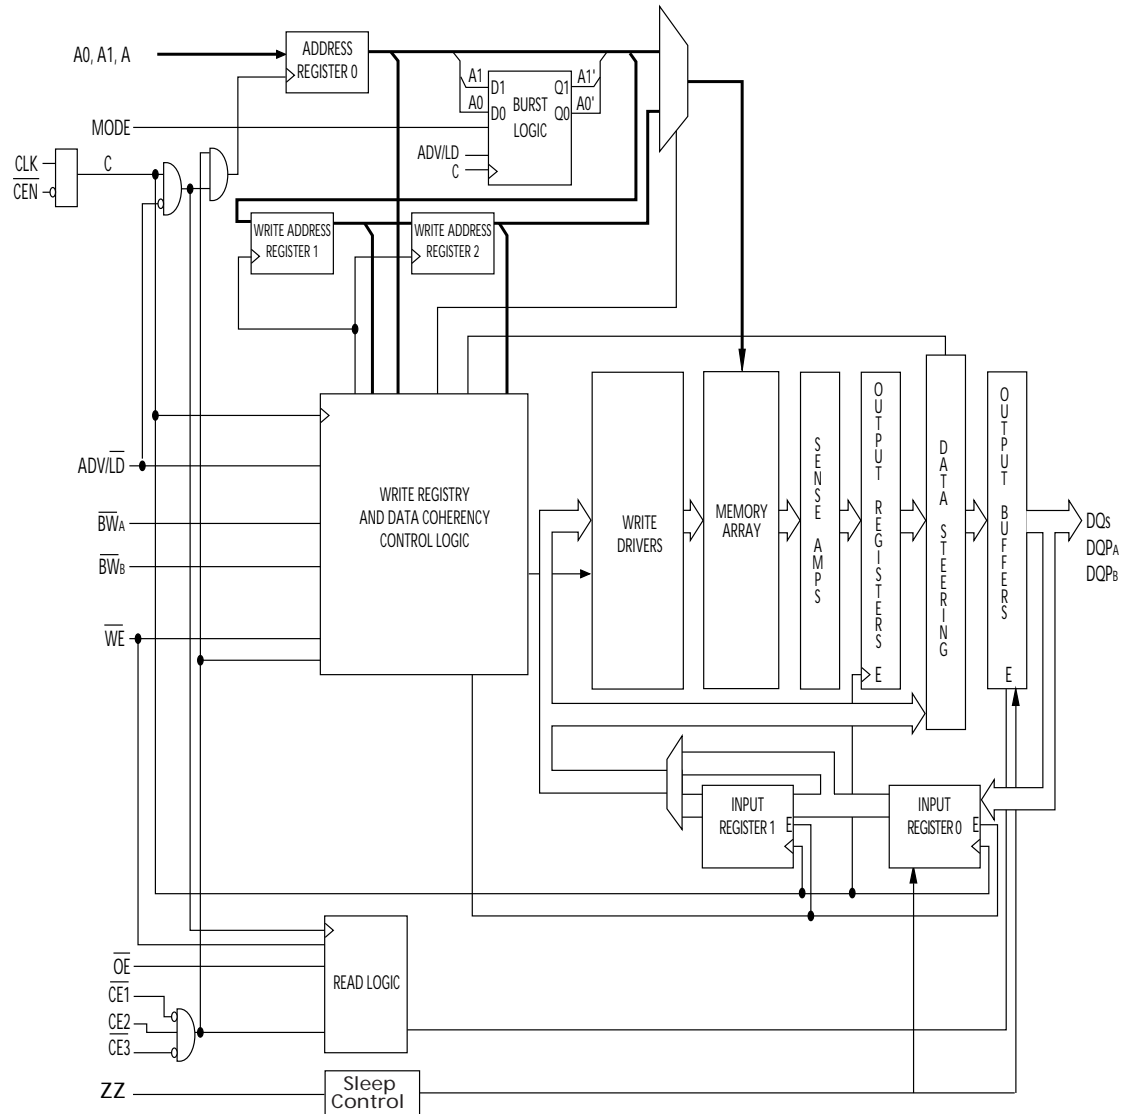 ADDRESS
REGISTER 0
A0, A1, A
A1
D1
Q1
A1'
A0
D0
BURST
LOGIC
Q0
A0'
MODE
CLK
C
CEN
ADV/LD
C
WRITE ADDRESS
REGISTER 1
WRITE ADDRESS
REGISTER 2
ADV/LD
BWA
BWB
WE
WRITE REGISTRY
AND DATA COHERENCY
CONTROL LOGIC
WRITE
DRIVERS
MEMORY
ARRAY
SENSE AMPS
OUTPUT REGISTERS
E
DATA STEERING
OUTPUT BUFFERS
E
DQs
DQPA
DQPB
INPUT
REGISTER 1
E
INPUT
REGISTER 0
E
OE
CE1
CE2
CE3
READ LOGIC
ZZ
Sleep
Control